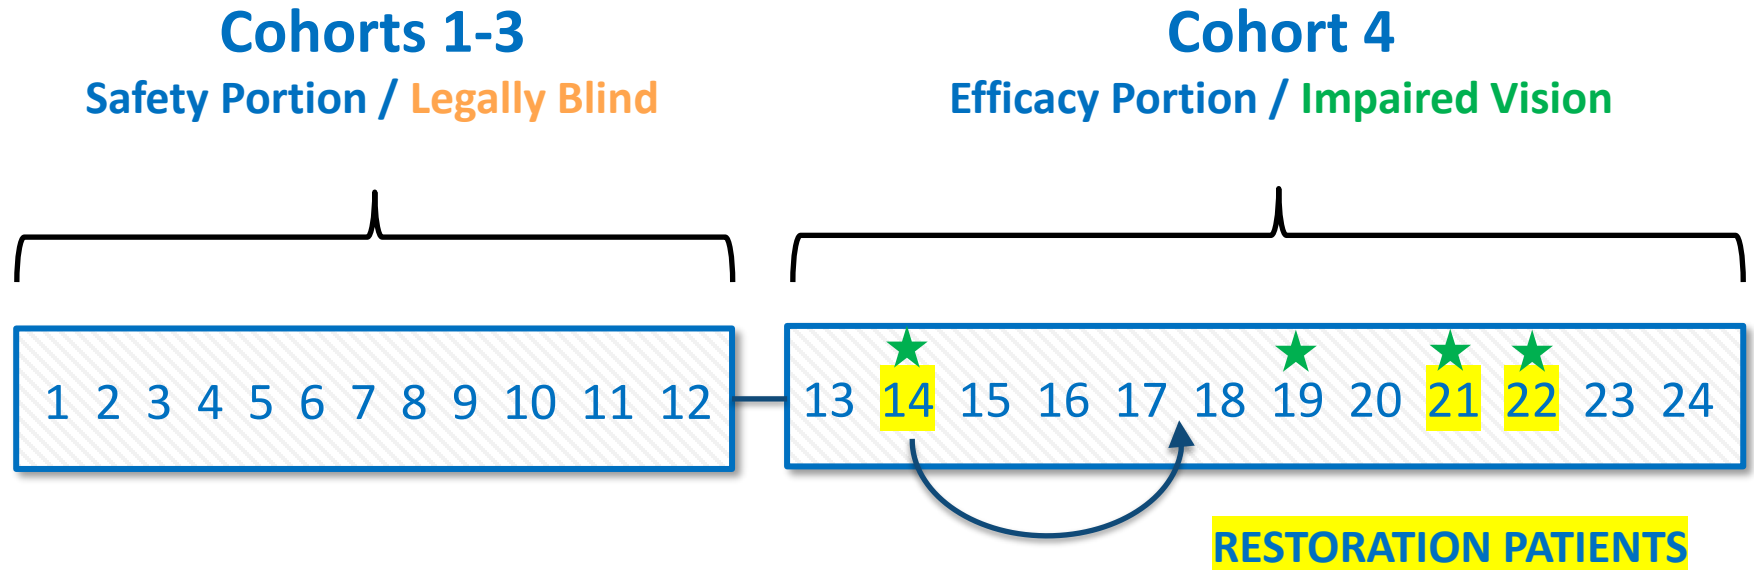 Cohorts 1-3
Safety Portion / Legally Blind
Cohort 4
Efficacy Portion / Impaired Vision
1 2 3 4 5 6 7 8 9 10 11 12
13 14 15 16 17 18 19 20 21 22 23 24
RESTORATION PATIENTS